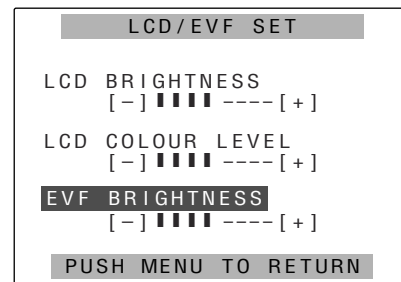 LCD/EVF SET
LCD BRIGHTNESS
[–]▮▮▮▮----[+]
LCD COLOUR LEVEL
[–]▮▮▮▮----[+]
EVF BRIGHTNESS
[–]▮▮▮▮----[+]
PUSH MENU TO RETURN